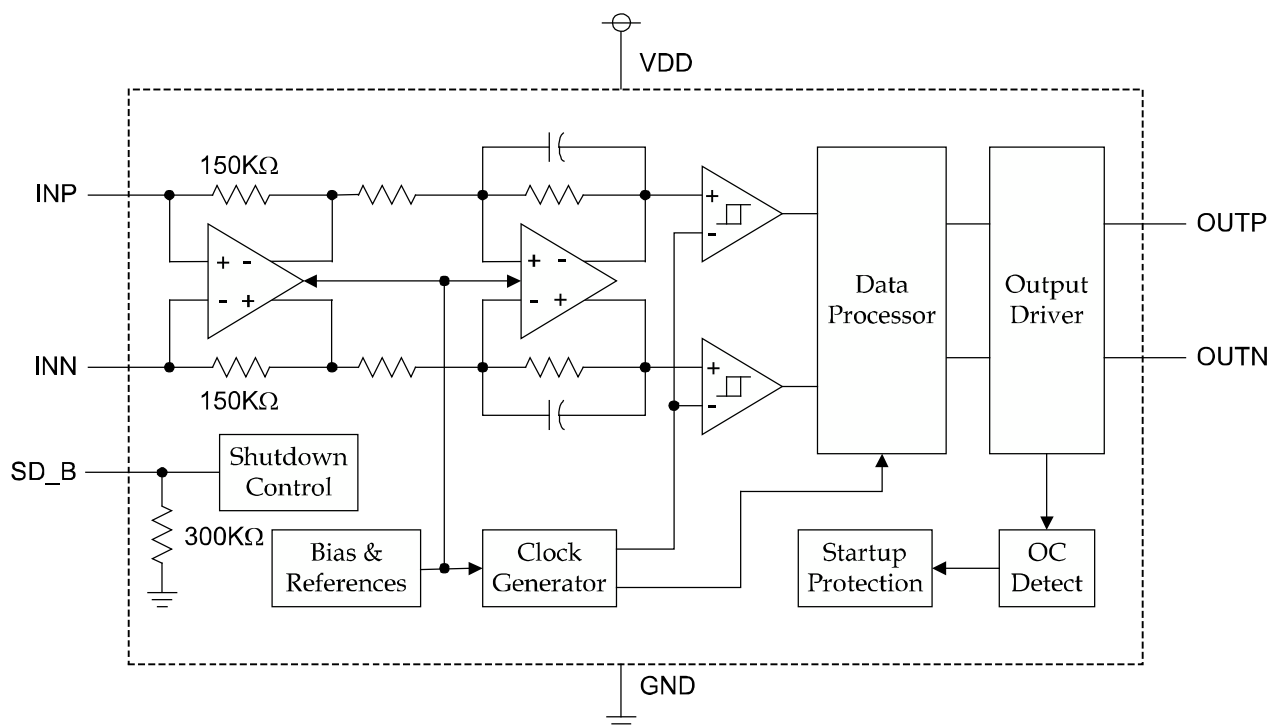 VDD
150KΩ
INP
+
-
+ -
+ -
OUTP
- +
- +
Data
Processor
Output
Driver
INN
+
-
OUTN
150KΩ
SD_B
Shutdown
Control
300KΩ
Bias &
References
Clock
Generator
Startup
Protection
OC
Detect
GND